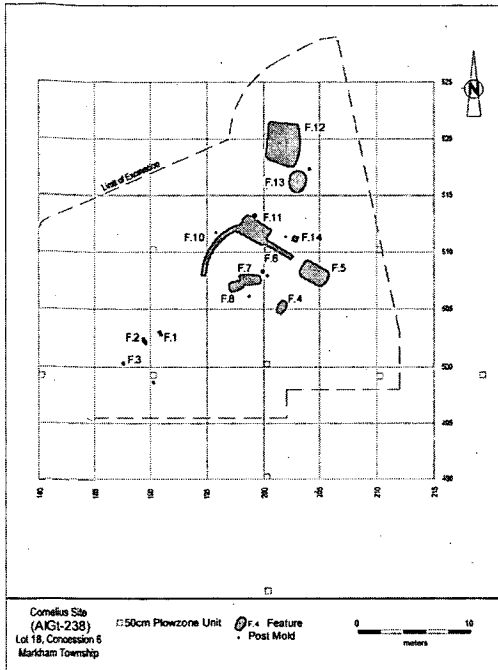 N
525
F.12
520
Limit of Excavation
515
F.13
F.11
F.10
F.14
510
F.6
F.7
F.5
F.8
F.4
505
F.2
F.1
F.3
500
495
490
180
185
190
195
200
205
210
215
Cornelius Site
(AlGt-238)
Lot 18, Concession 6
Markham Township
50cm Plowzone Unit
F.4 Feature
Post Mold
0
10
meters